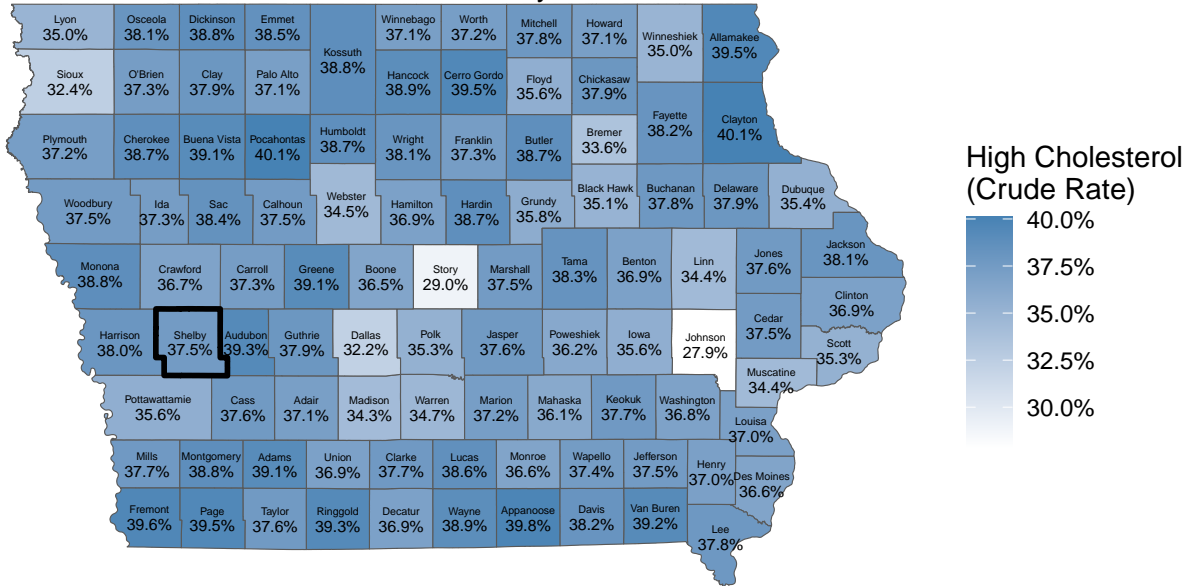 Lyon
35.0%
Osceola
38.1%
Dickinson
38.8%
Emmet
38.5%
Kossuth
38.8%
Winnebago
37.1%
Worth
37.2%
Mitchell
37.8%
Howard
37.1%
Winneshiek
35.0%
Allamakee
39.5%
Sioux
32.4%
O'Brien
37.3%
Clay
37.9%
Palo Alto
37.1%
Hancock
38.9%
Cerro Gordo
39.5%
Floyd
35.6%
Chickasaw
37.9%
Fayette
38.2%
Clayton
40.1%
Plymouth
37.2%
Cherokee
38.7%
Buena Vista
39.1%
Pocahontas
40.1%
Humboldt
38.7%
Wright
38.1%
Franklin
37.3%
Butler
38.7%
Bremer
33.6%
Woodbury
37.5%
Ida
37.3%
Sac
38.4%
Calhoun
37.5%
Webster
34.5%
Hamilton
36.9%
Hardin
38.7%
Grundy
35.8%
Black Hawk
35.1%
Buchanan
37.8%
Delaware
37.9%
Dubuque
35.4%
Monona
38.8%
Crawford
36.7%
Carroll
37.3%
Greene
39.1%
Boone
36.5%
Story
29.0%
Marshall
37.5%
Tama
38.3%
Benton
36.9%
Linn
34.4%
Jones
37.6%
Jackson
38.1%
Clinton
36.9%
Harrison
38.0%
Shelby
37.5%
Audubon
39.3%
Guthrie
37.9%
Dallas
32.2%
Polk
35.3%
Jasper
37.6%
Poweshiek
36.2%
Iowa
35.6%
Johnson
27.9%
Cedar
37.5%
Scott
35.3%
Muscatine
34.4%
Pottawattamie
35.6%
Cass
37.6%
Adair
37.1%
Madison
34.3%
Warren
34.7%
Marion
37.2%
Mahaska
36.1%
Keokuk
37.7%
Washington
36.8%
Louisa
37.0%
Mills
37.7%
Montgomery
38.8%
Adams
39.1%
Union
36.9%
Clarke
37.7%
Lucas
38.6%
Monroe
36.6%
Wapello
37.4%
Jefferson
37.5%
Henry
37.0%
Des Moines
36.6%
Fremont
39.6%
Page
39.5%
Taylor
37.6%
Ringgold
39.3%
Decatur
36.9%
Wayne
38.9%
Appanoose
39.8%
Davis
38.2%
Van Buren
39.2%
Lee
37.8%
High Cholesterol
(Crude Rate)
40.0%
37.5%
35.0%
32.5%
30.0%